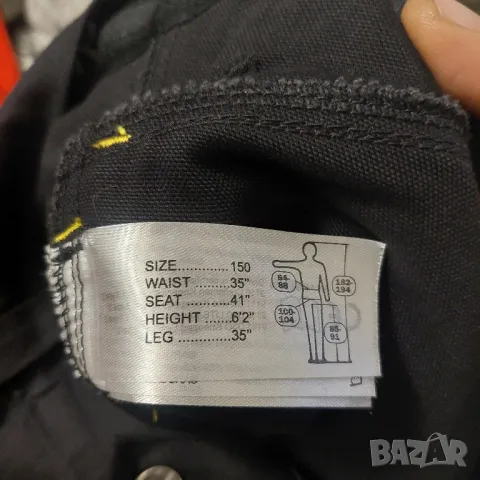 SIZE.............150
WAIST ..........35"
SEAT............41"
HEIGHT........6'2"
LEG..............35"
84-
88
182-
194
100-
104
85-
91
BAZAR